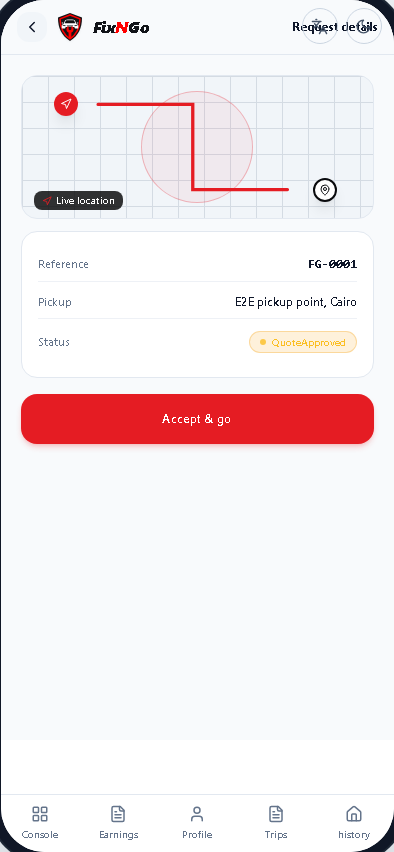 FixNGo
Request details
Live location
Reference
FG-0001
Pickup
E2E pickup point, Cairo
Status
QuoteApproved
Accept & go
Console
Earnings
Profile
Trips
history